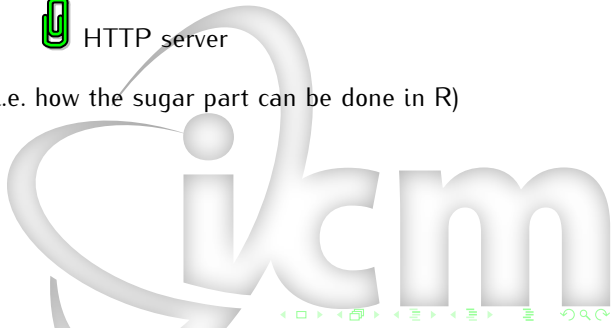 HTTP server
.e. how the sugar part can be done in R)
icm